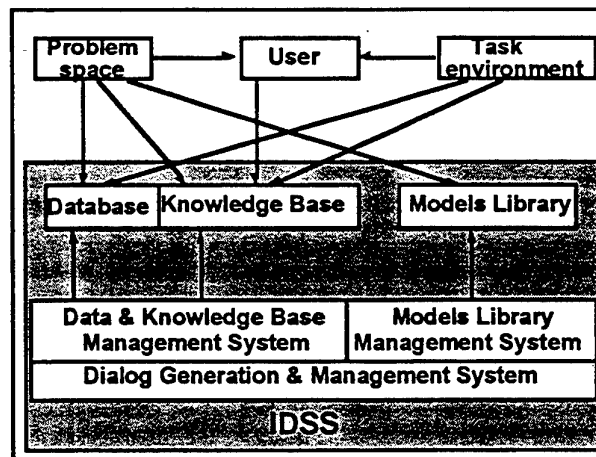 Problem
space
User
Task
environment
Database
Knowledge Base
Models Library
Data & Knowledge Base
Management System
Models Library
Management System
Dialog Generation & Management System
IDSS